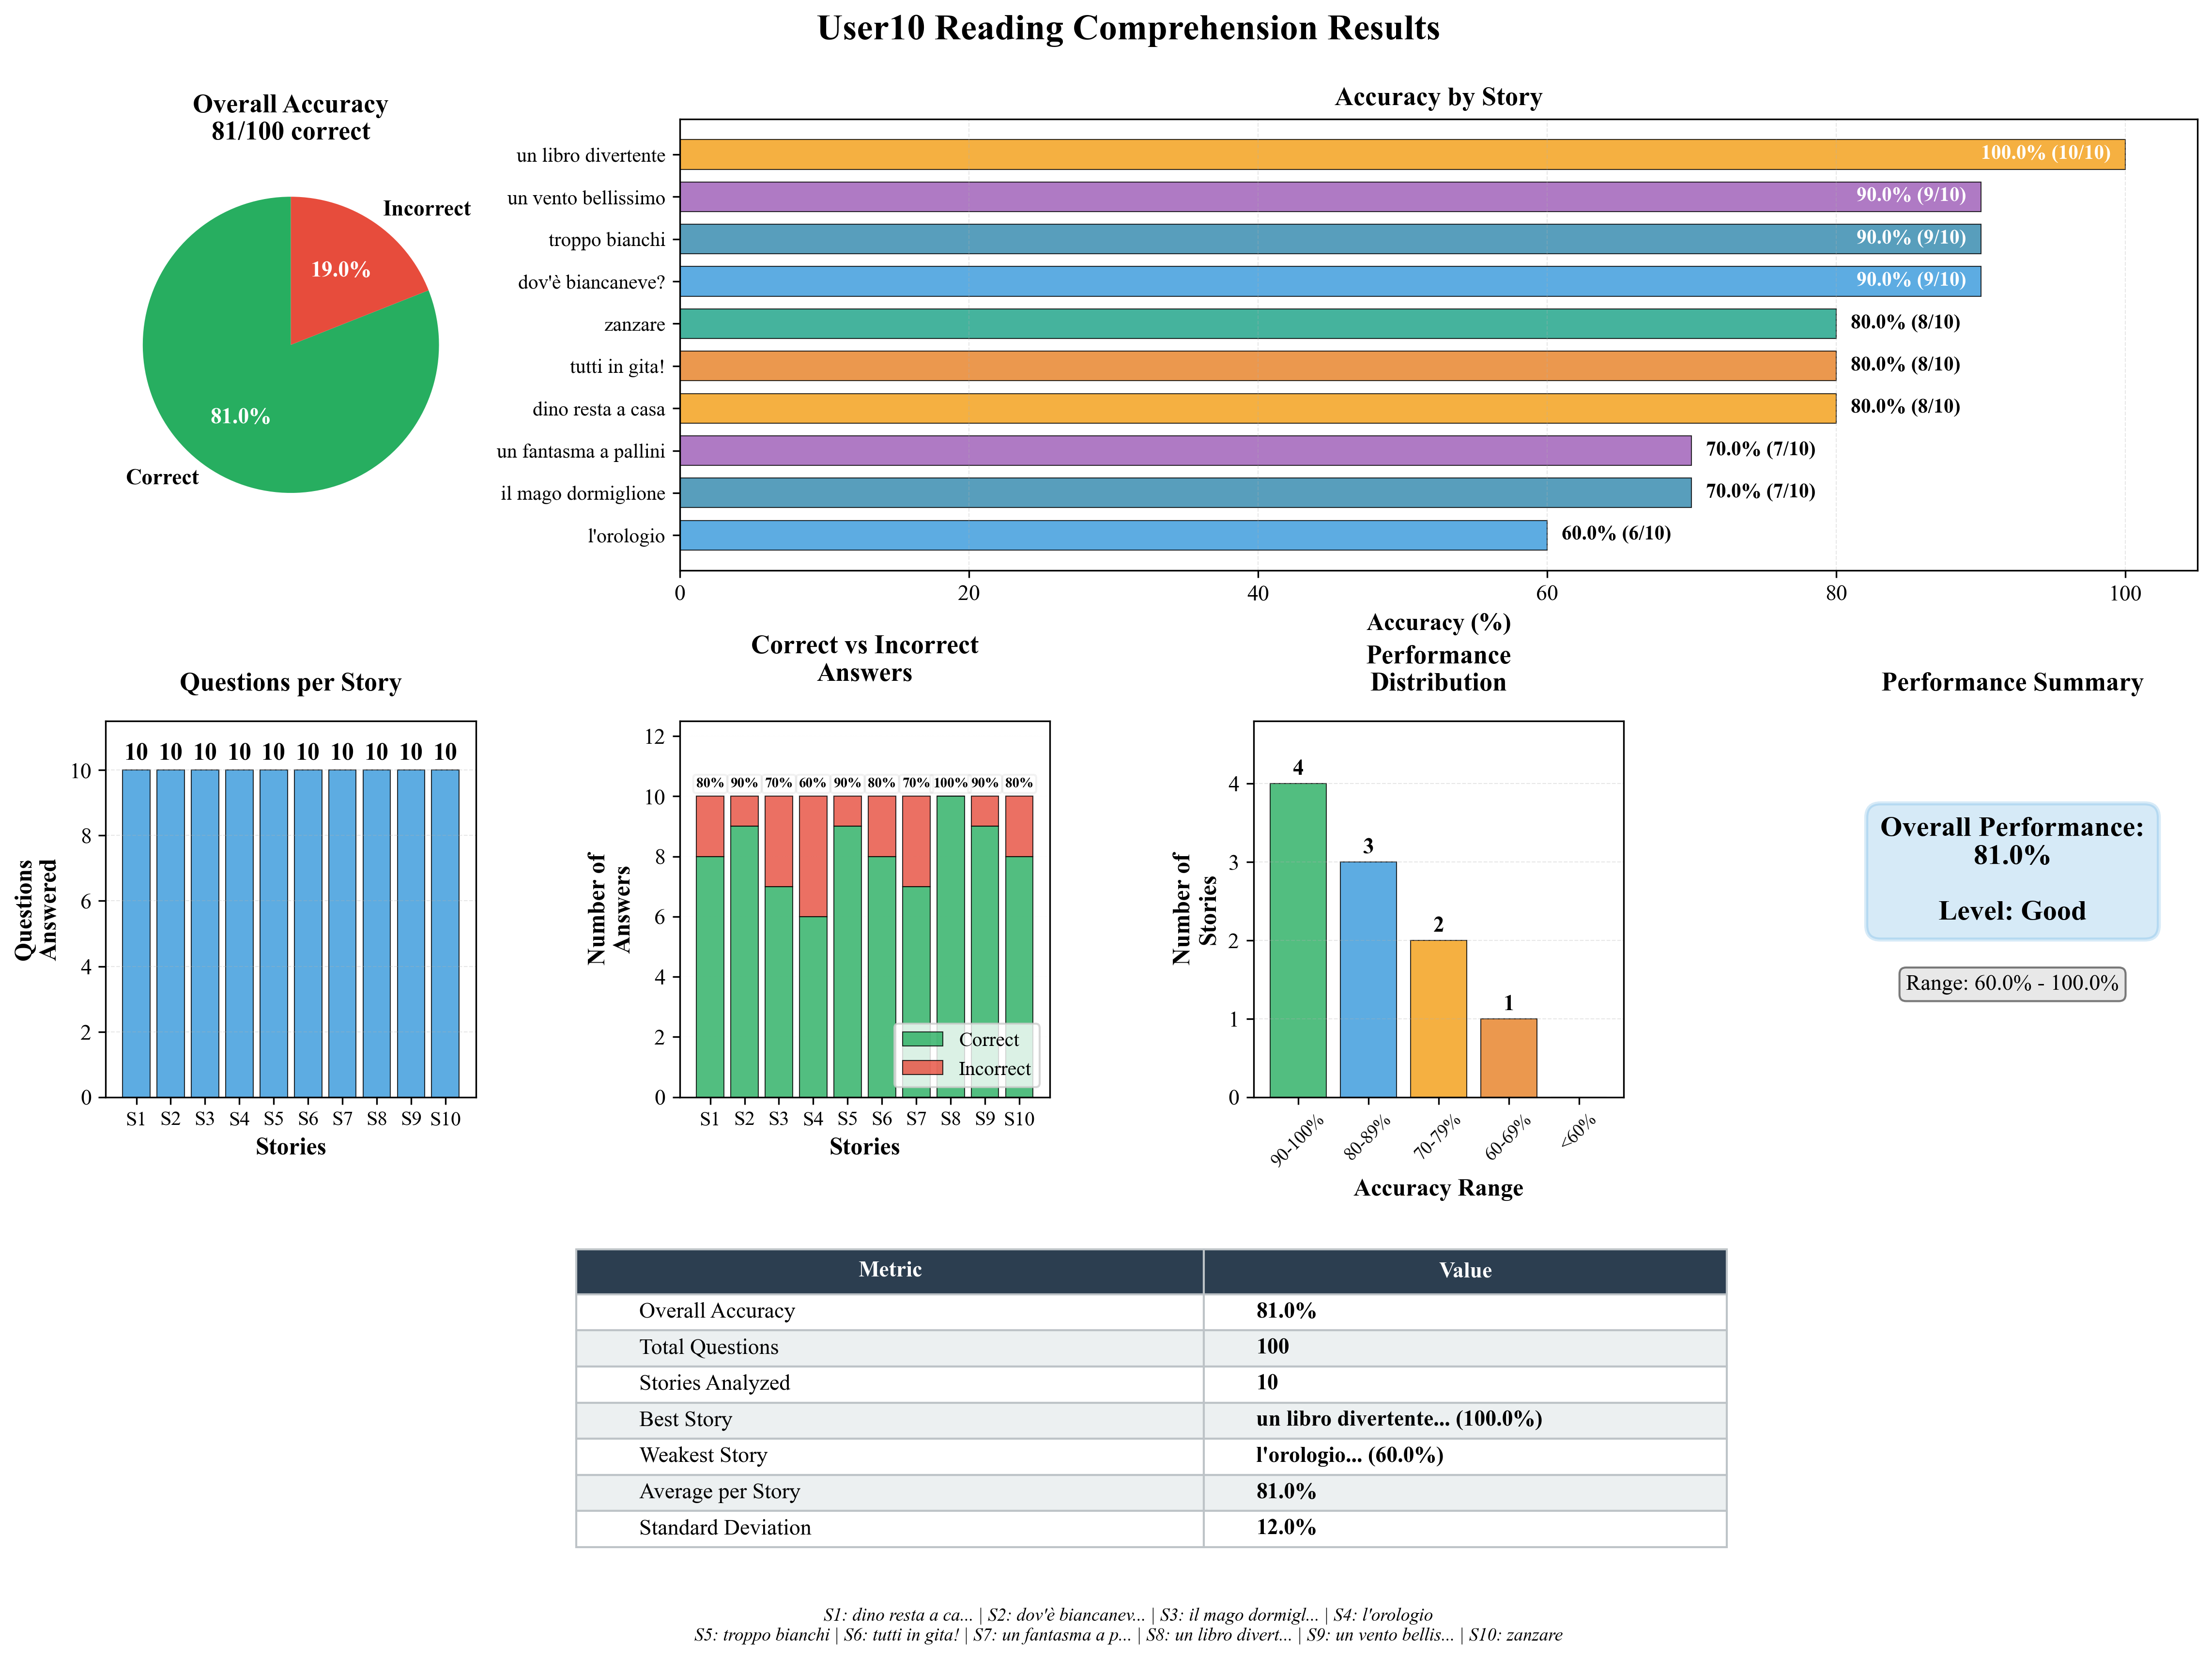 User10 Reading Comprehension Results
Overall Accuracy
81/100 correct
Incorrect
19.0%
81.0%
Correct
Accuracy by Story
un libro divertente
100.0% (10/10)
un vento bellissimo
90.0% (9/10)
troppo bianchi
90.0% (9/10)
dov'è biancaneve?
90.0% (9/10)
zanzare
80.0% (8/10)
tutti in gita!
80.0% (8/10)
dino resta a casa
80.0% (8/10)
un fantasma a pallini
70.0% (7/10)
il mago dormiglione
70.0% (7/10)
l'orologio
60.0% (6/10)
0 20 40 60 80 100
Accuracy (%)
Questions per Story
10 10 10 10 10 10 10 10 10 10
10
8
6
4
2
0
Questions
Answered
S1 S2 S3 S4 S5 S6 S7 S8 S9 S10
Stories
Correct vs Incorrect
Answers
12
10
8
6
4
2
0
80% 90% 70% 60% 90% 80% 70% 100% 90% 80%
Number of
Answers
Correct
Incorrect
S1 S2 S3 S4 S5 S6 S7 S8 S9 S10
Stories
Performance
Distribution
4
3
2
1
0
4
3
2
1
Number of
Stories
90-100% 80-89% 70-79% 60-69% <60%
Accuracy Range
Performance Summary
Overall Performance:
81.0%
Level: Good
Range: 60.0% - 100.0%
Metric Value
Overall Accuracy 81.0%
Total Questions 100
Stories Analyzed 10
Best Story un libro divertente... (100.0%)
Weakest Story l'orologio... (60.0%)
Average per Story 81.0%
Standard Deviation 12.0%
S1: dino resta a ca... | S2: dov'è biancanev... | S3: il mago dormigl... | S4: l'orologio
S5: troppo bianchi | S6: tutti in gita! | S7: un fantasma a p... | S8: un libro divert... | S9: un vento bellis... | S10: zanzare